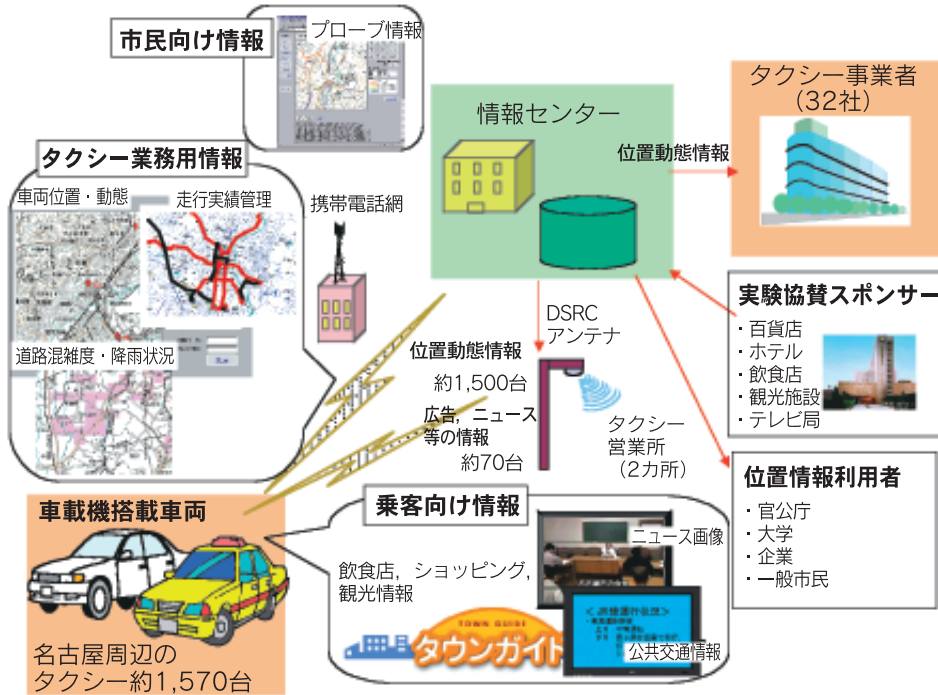 市民向け情報
プローブ情報
タクシー業務用情報
車両位置・動態
走行実績管理
道路混雑度・降雨状況
携帯電話網
情報センター
位置動態情報
タクシー事業者
（32社）
実験協賛スポンサー
・百貨店
・ホテル
・飲食店
・観光施設
・テレビ局
DSRC
アンテナ
位置動態情報
約1,500台
広告，ニュース
等の情報
約70台
タクシー
営業所
（2カ所）
位置情報利用者
・官公庁
・大学
・企業
・一般市民
車載機搭載車両
名古屋周辺の
タクシー約1,570台
乗客向け情報
ニュース画像
飲食店，ショッピング，
観光情報
TOWN GUIDE
タウンガイド
公共交通情報